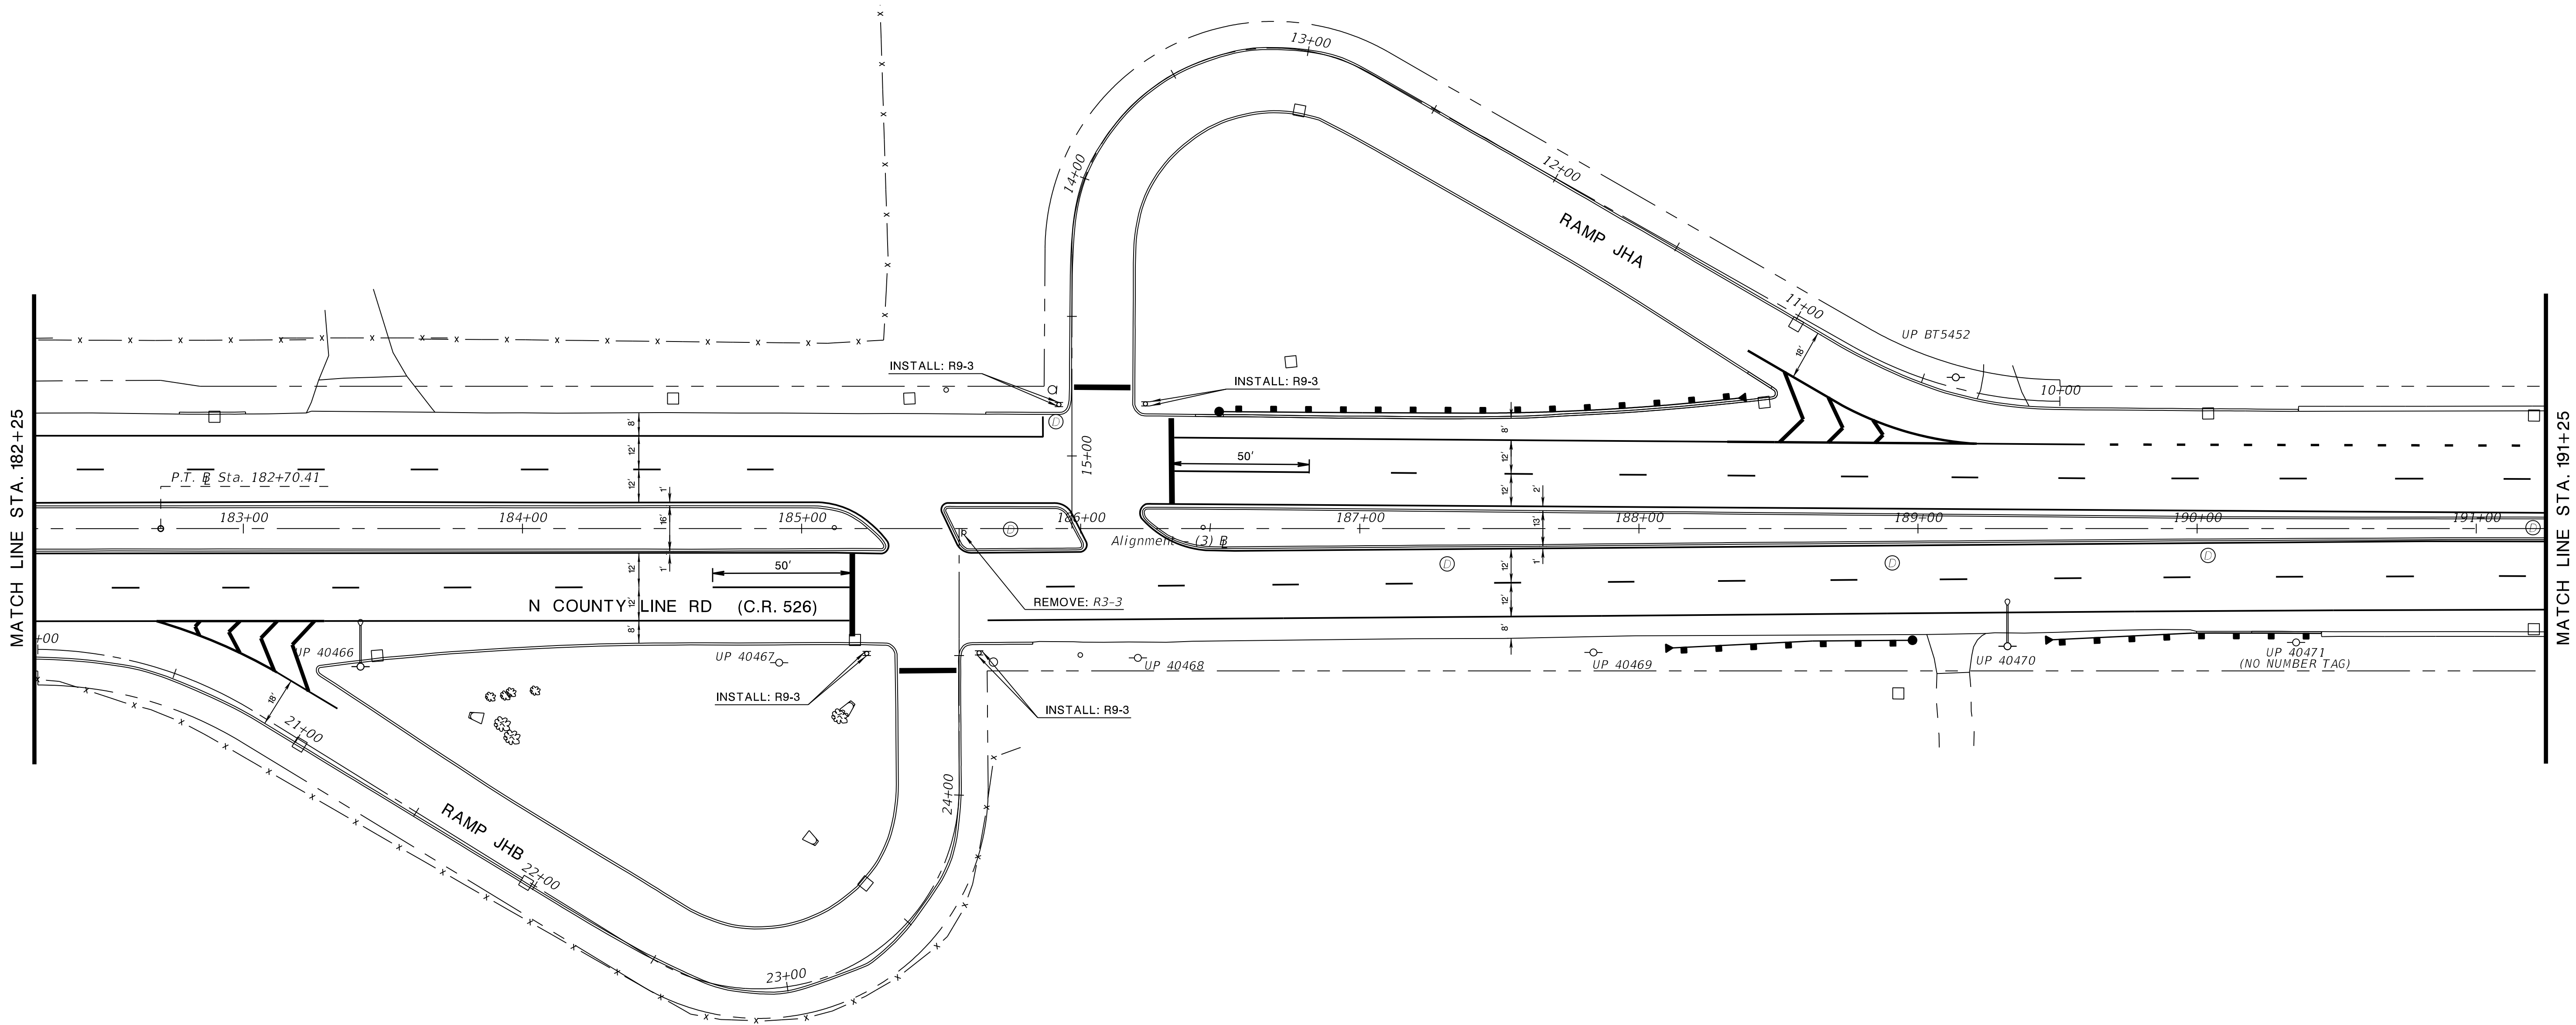 13+00
14+00
12+00
RAMP JHA
11+00
18'
UP BT5452
10+00
INSTALL: R9-3
INSTALL: R9-3
MATCH LINE STA. 182+25
MATCH LINE STA. 191+25
8'
12'
12'
1'
16'
1'
12'
12'
8'
D
15+00
50'
8'
12'
12'
2'
13'
1'
12'
12'
8'
P.T. BL Sta. 182+70.41
183+00
184+00
185+00
D
186+00
187+00
188+00
189+00
190+00
191+00
D
Alignment - (3) BL
D
D
D
50'
N COUNTY LINE RD (C.R. 526)
REMOVE: R3-3
+00
UP 40466
UP 40467
UP 40468
UP 40469
UP 40470
UP 40471
(NO NUMBER TAG)
INSTALL: R9-3
INSTALL: R9-3
18'
21+00
RAMP JHB
22+00
23+00
24+00